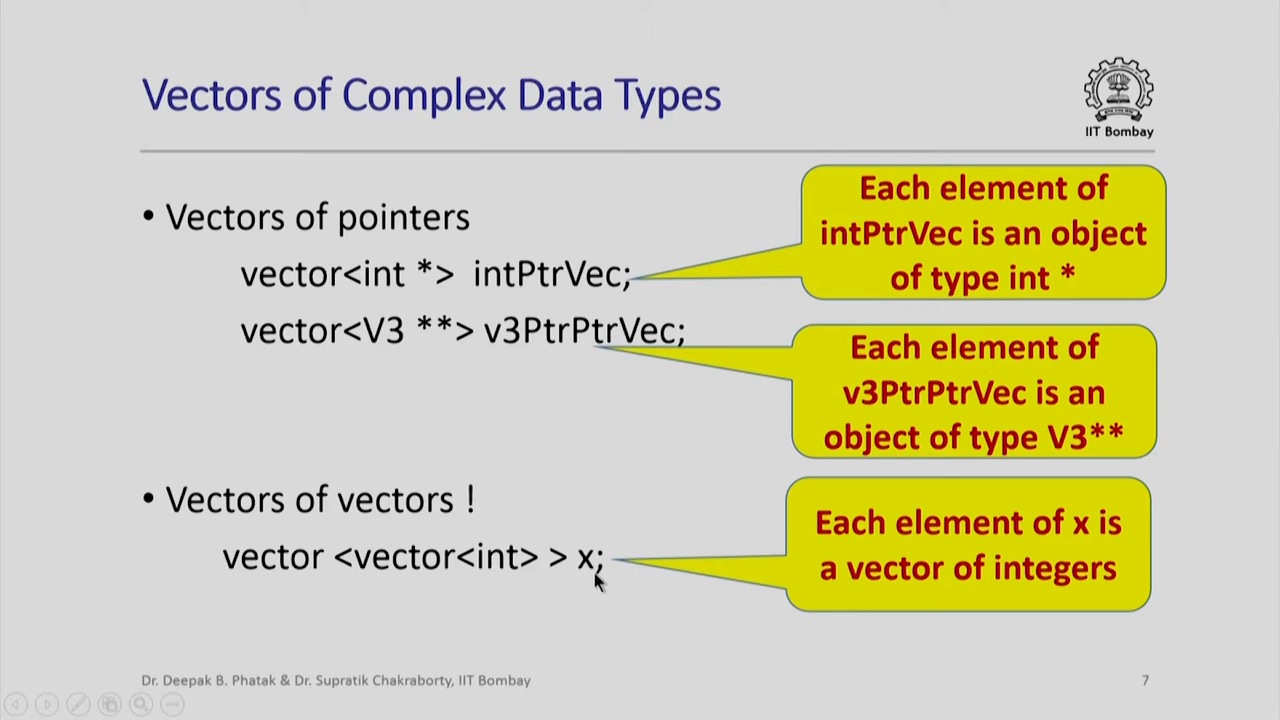 Vectors of Complex Data Types
IIT Bombay
• Vectors of pointers
vector<int *> intPtrVec;
vector<V3 **> v3PtrPtrVec;
Each element of
intPtrVec is an object
of type int *
Each element of
v3PtrPtrVec is an
object of type V3**
• Vectors of vectors !
vector <vector<int> > x;
Each element of x is
a vector of integers
Dr. Deepak B. Phatak & Dr. Supratik Chakraborty, IIT Bombay
7